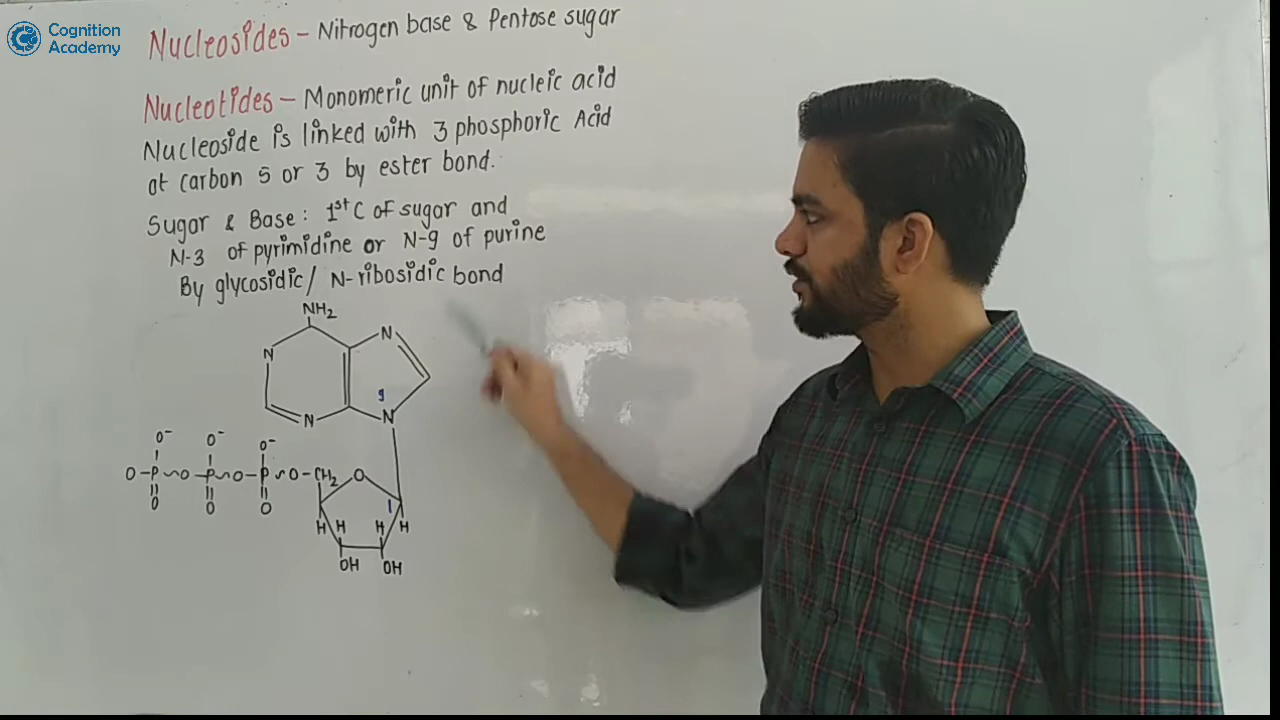 Cognition
Academy
Nucleosides - Nitrogen base & Pentose sugar
Nucleotides - Monomeric unit of nucleic acid
Nucleoside is linked with 3 phosphoric Acid
at carbon 5 or 3 by ester bond.
Sugar & Base: 1st C of sugar and
N-3 of pyrimidine or N-9 of purine
By glycosidic/ N-ribosidic bond
NH2
N N
9
N N
O- O- O-
O-P~O-P~O-P~O-CH2 O
O O O
1
H H H H
OH OH